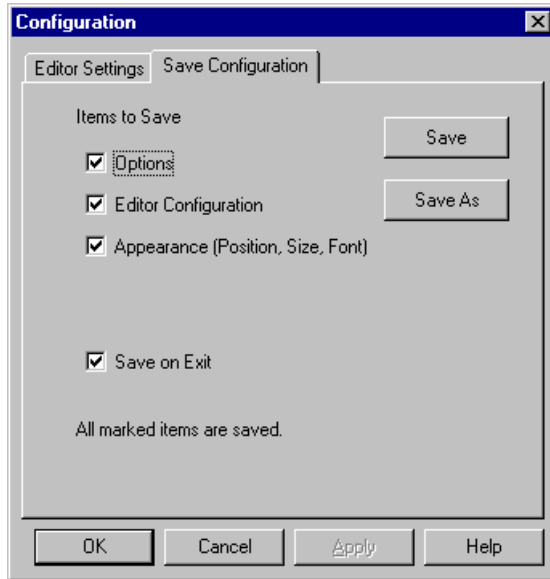 Configuration
Editor Settings
Save Configuration
Items to Save
Save
Options
Save As
Editor Configuration
Appearance (Position, Size, Font)
Save on Exit
All marked items are saved.
OK
Cancel
Apply
Help